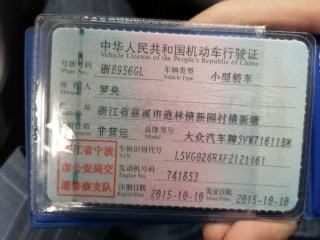 中华人民共和国机动车行驶证
Vehicle License of the People's Republic of China
号牌号码 浙B956GL 车辆类型 小型轿车
Plate No. Vehicle Type
所有人 罗央
住址 浙江省慈溪市道林镇新园村横新塘
使用性质 非营运 品牌型号 大众汽车牌SVW71611BM
Model
浙江省宁波市公安局交通警察支队
车辆识别代号 LSVGB26RXF2121161
VIN
发动机号码 741853
Engine No.
注册日期 2015-10-10 发证日期 2015-10-10
Register Date Issue Date